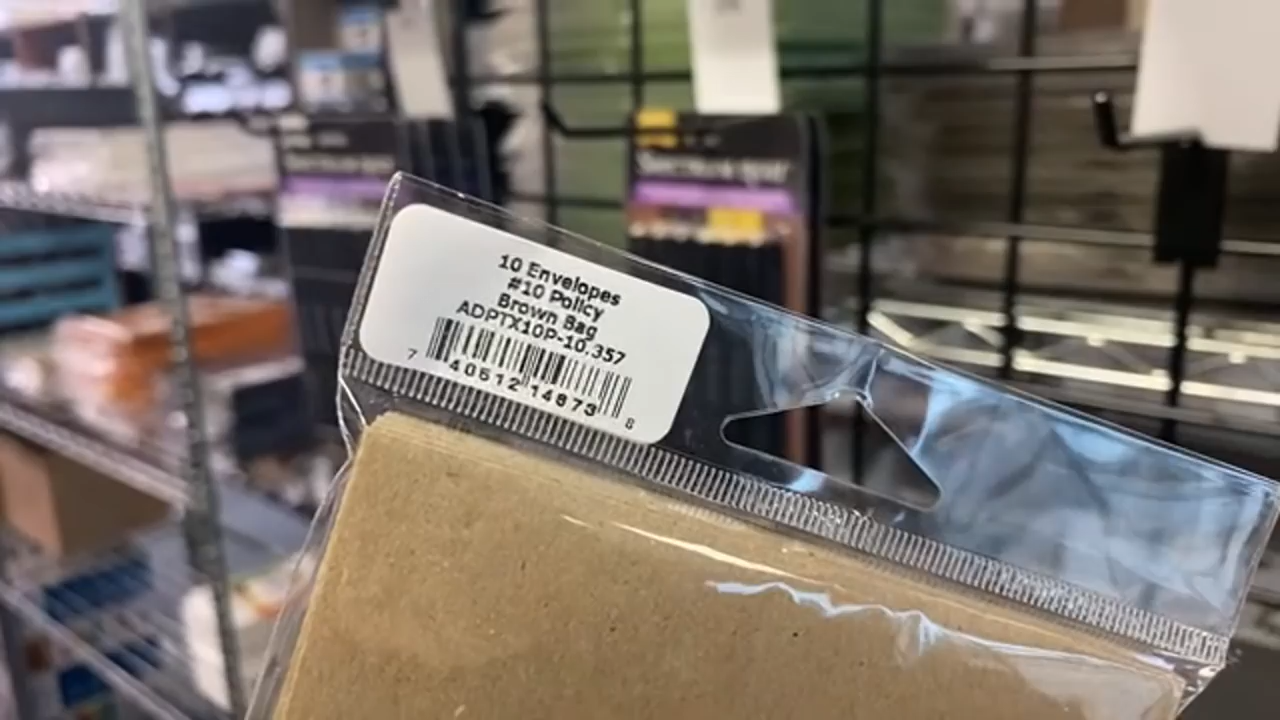 10 Envelopes
#10 Policy
Brown Bag
ADPTX10P-10.357
7 40512 14873 8